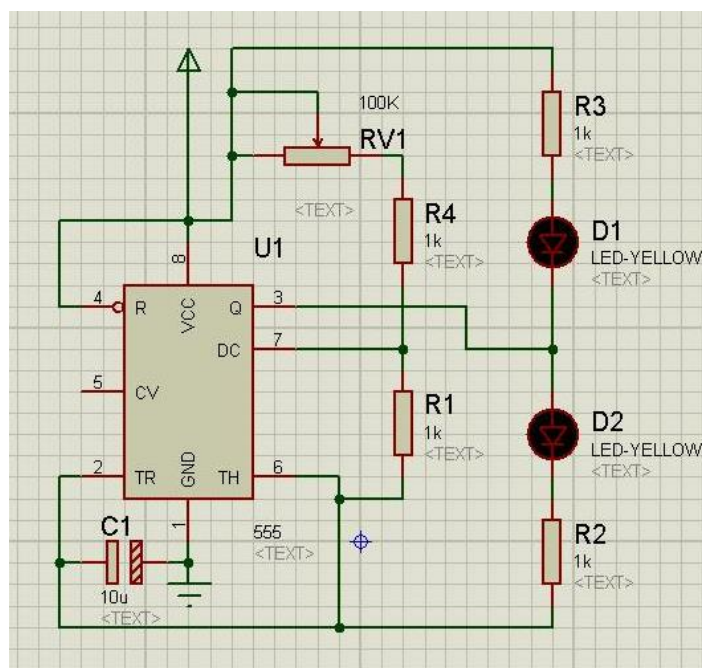 100K
RV1
<TEXT>
R3
1k
<TEXT>
R4
1k
<TEXT>
U1
D1
LED-YELLOW
<TEXT>
8
4
R
VCC
Q
3
DC
7
5
CV
R1
1k
<TEXT>
D2
LED-YELLOW
<TEXT>
2
TR
GND
TH
6
1
555
<TEXT>
C1
10u
<TEXT>
R2
1k
<TEXT>